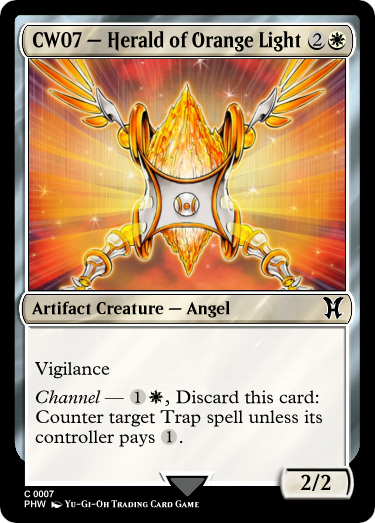 CW07 — Herald of Orange Light 2
Artifact Creature — Angel
Vigilance
Channel — 1, Discard this card:
Counter target Trap spell unless its
controller pays 1.
2/2
C 0007
PHW Yu-Gi-Oh Trading Card Game